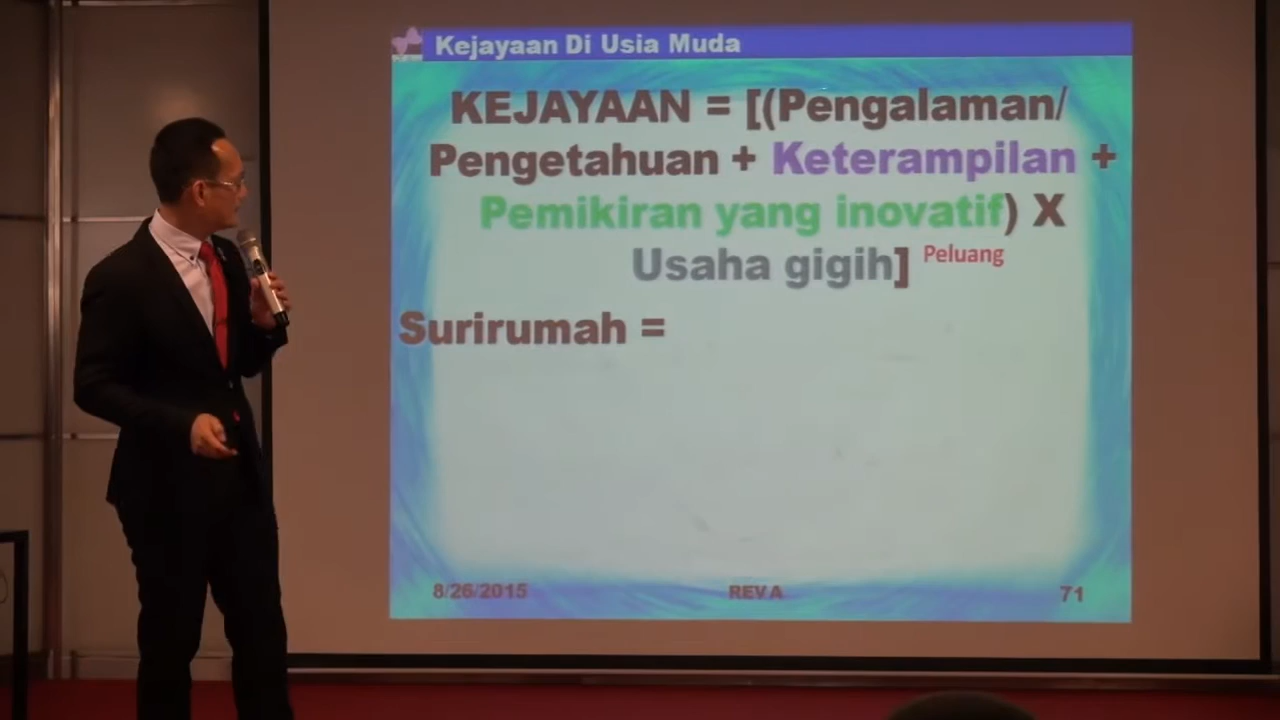 Kejayaan Di Usia Muda
KEJAYAAN = [(Pengalaman/
Pengetahuan + Keterampilan +
Pemikiran yang inovatif) X
Usaha gigih] Peluang
Surirumah =
8/26/2015 REV A 71